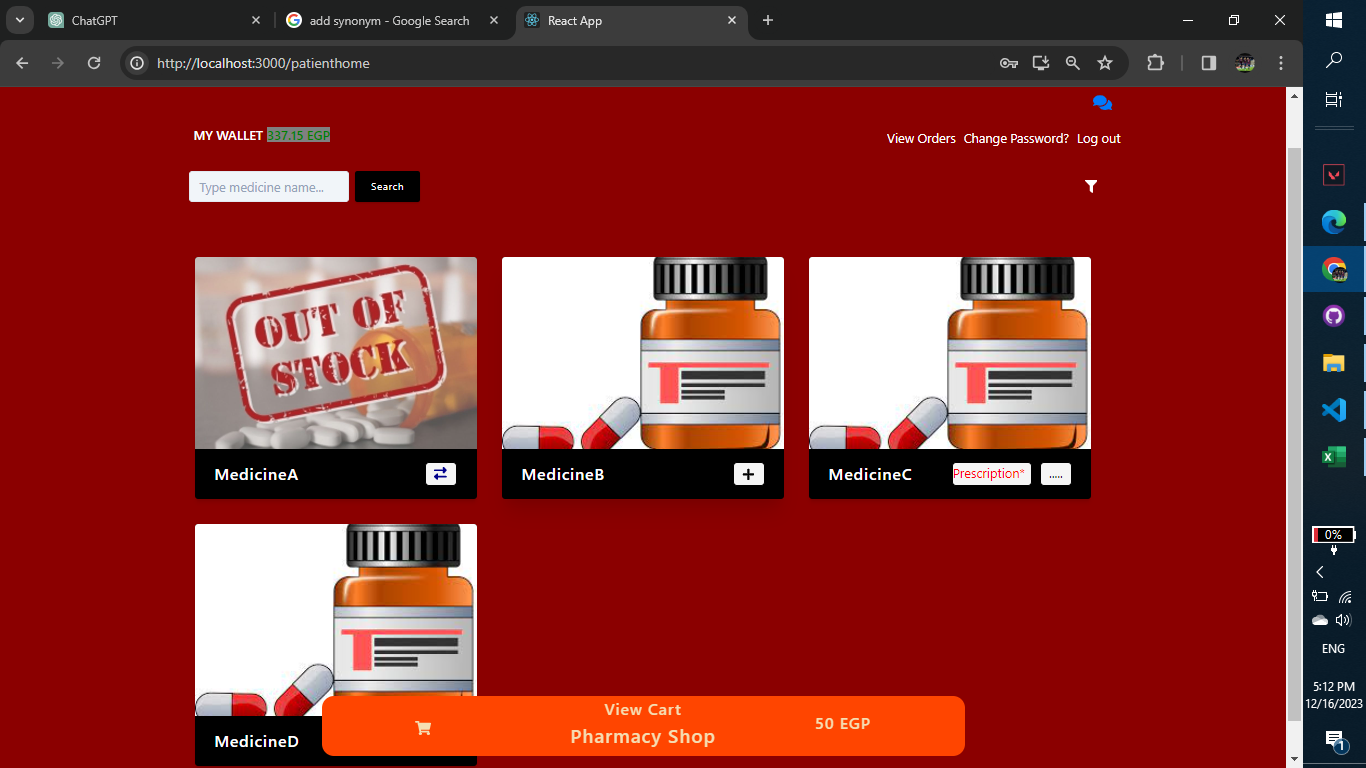 ChatGPT
add synonym - Google Search
React App
http://localhost:3000/patienthome
MY WALLET 337.15 EGP
View Orders Change Password? Log out
Type medicine name...
Search
OUT OF
STOCK
MedicineA
MedicineB
MedicineC
Prescription*
.....
MedicineD
View Cart
Pharmacy Shop
50 EGP
0%
ENG
5:12 PM
12/16/2023
1